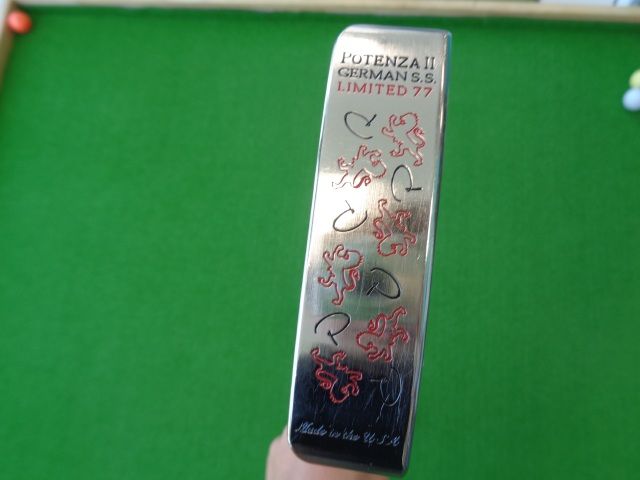 POTENZA II
GERMAN S.S.
LIMITED 77
Made in the U.S.A